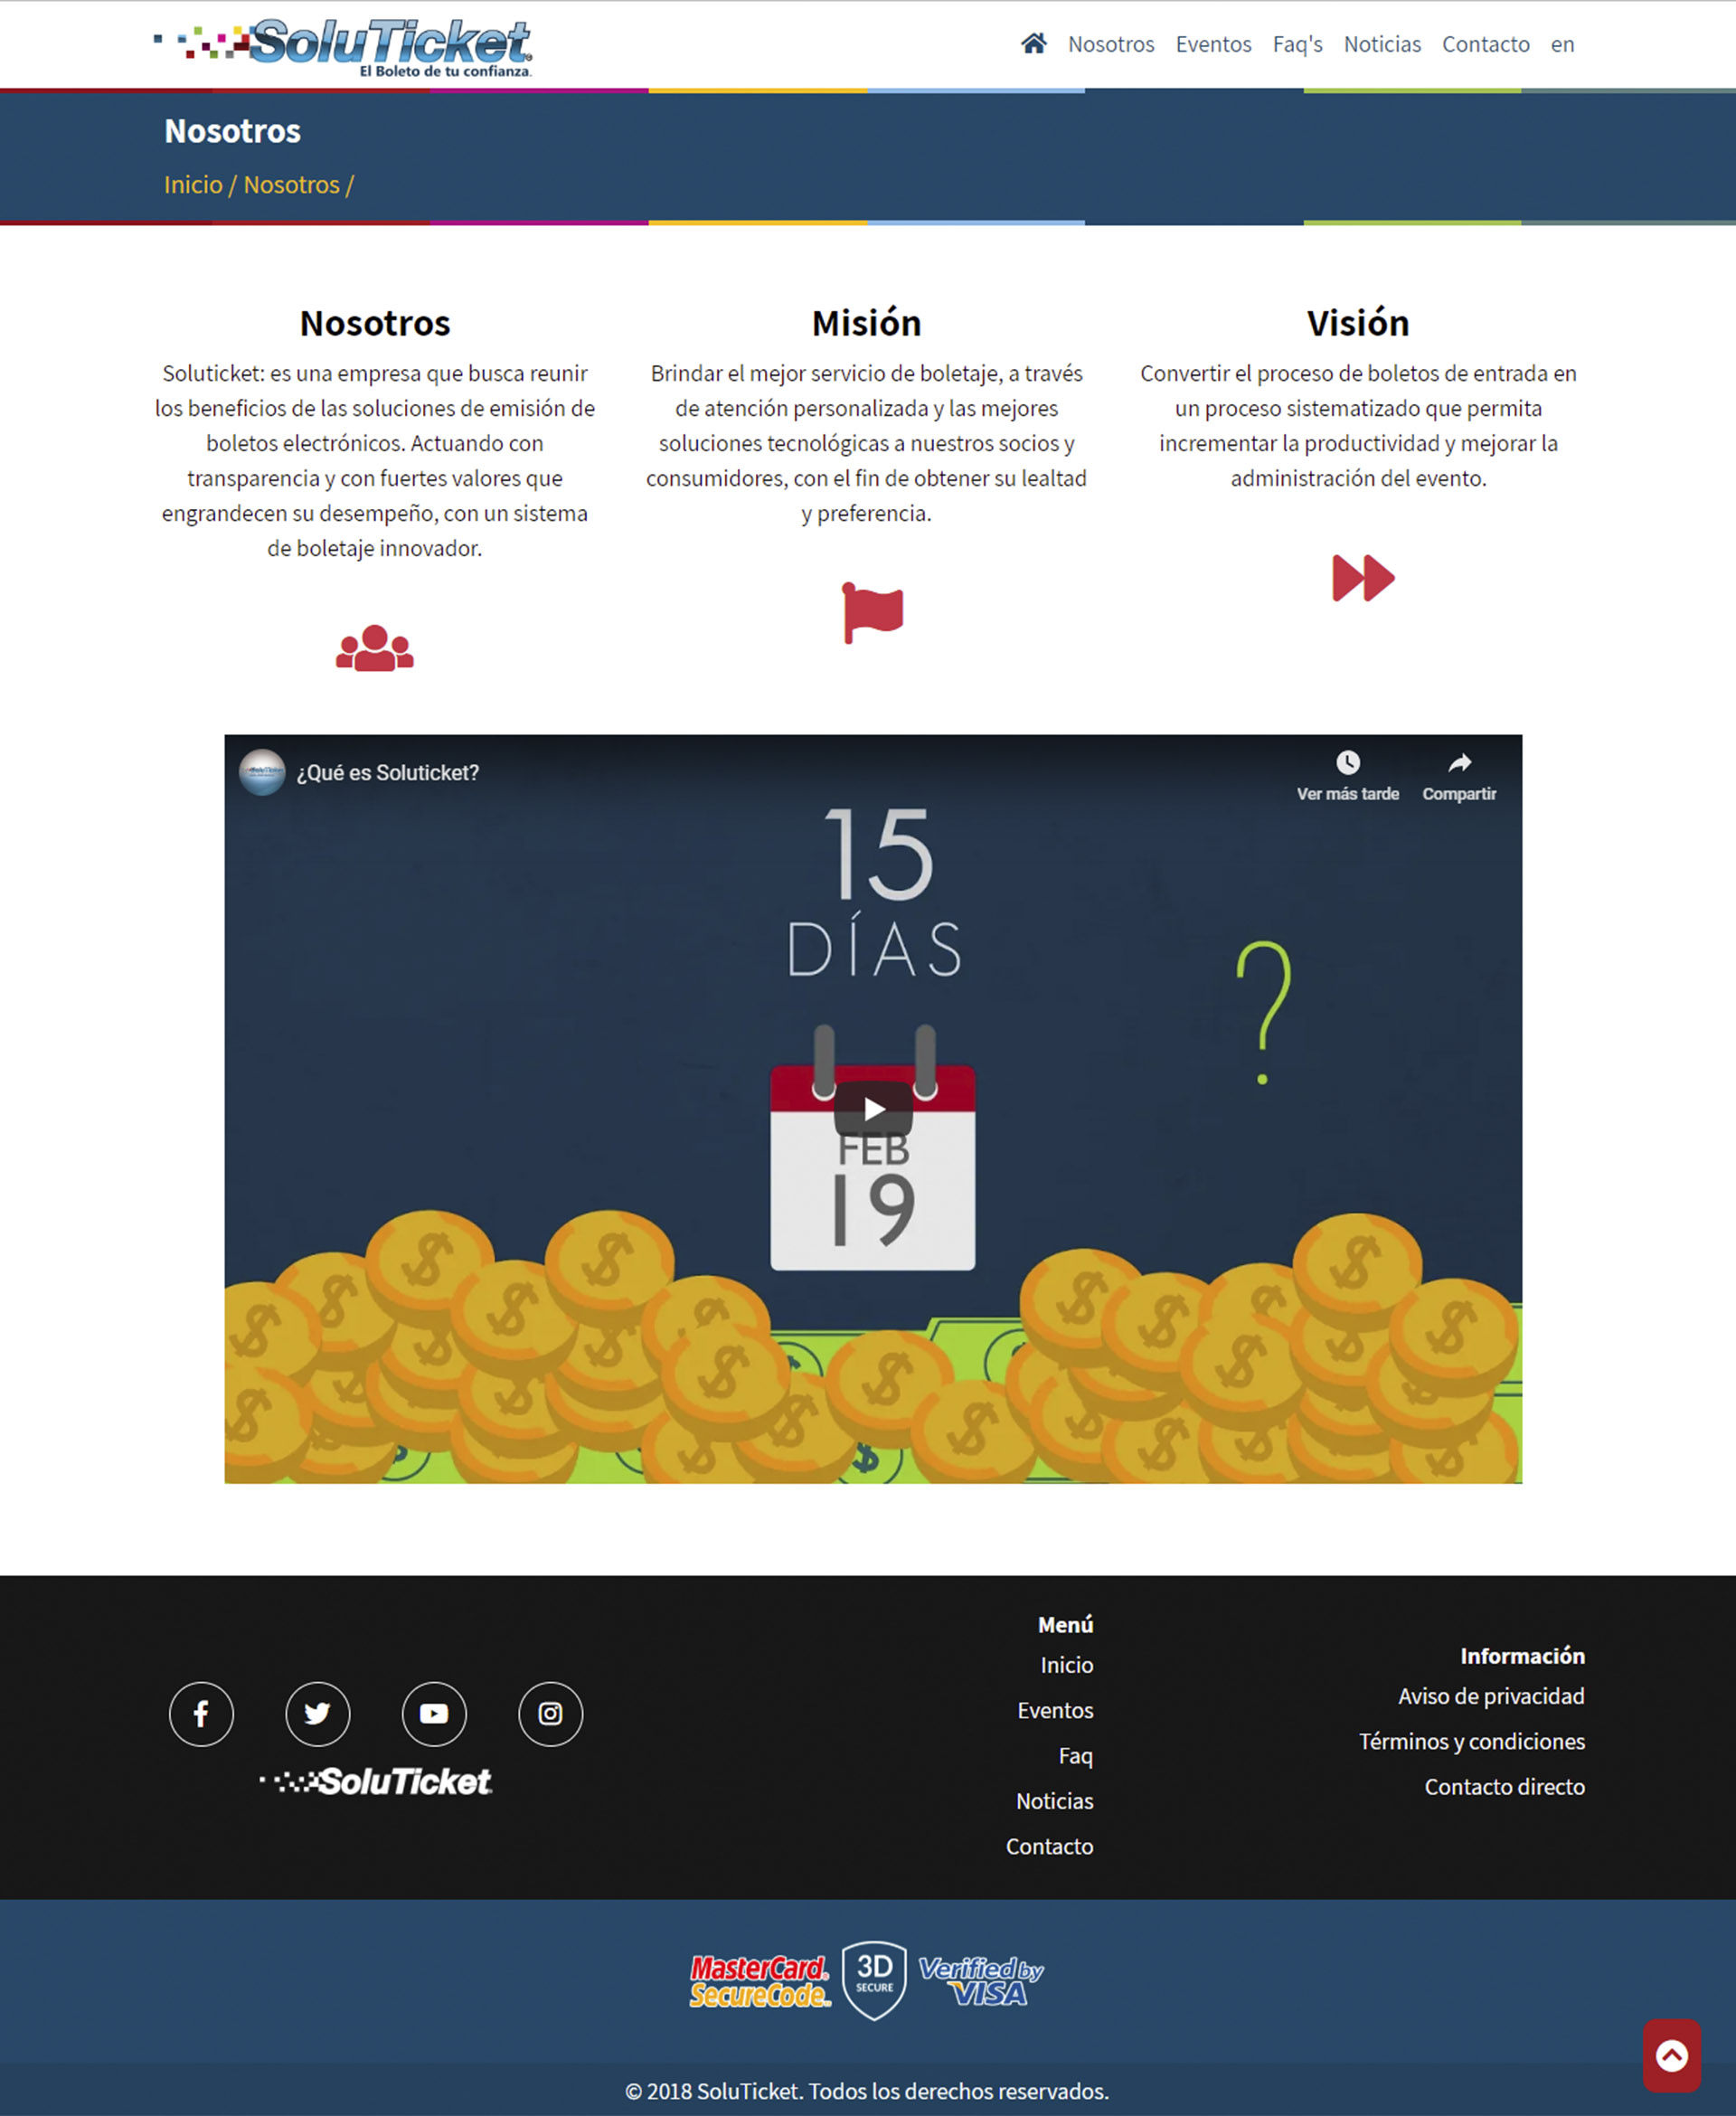 SoluTicket®
El Boleto de tu confianza.
Nosotros Eventos Faq's Noticias Contacto en
Nosotros
Inicio / Nosotros /
Nosotros
Soluticket: es una empresa que busca reunir
los beneficios de las soluciones de emisión de
boletos electrónicos. Actuando con
transparencia y con fuertes valores que
engrandecen su desempeño, con un sistema
de boletaje innovador.
Misión
Brindar el mejor servicio de boletaje, a través
de atención personalizada y las mejores
soluciones tecnológicas a nuestros socios y
consumidores, con el fin de obtener su lealtad
y preferencia.
Visión
Convertir el proceso de boletos de entrada en
un proceso sistematizado que permita
incrementar la productividad y mejorar la
administración del evento.
¿Qué es Soluticket?
Ver más tarde
Compartir
15
DÍAS
?
FEB
19
Menú
Inicio
Eventos
Faq
Noticias
Contacto
Información
Aviso de privacidad
Términos y condiciones
Contacto directo
SoluTicket
MasterCard®
SecureCode™
3D
SECURE
Verified by
VISA
© 2018 SoluTicket. Todos los derechos reservados.